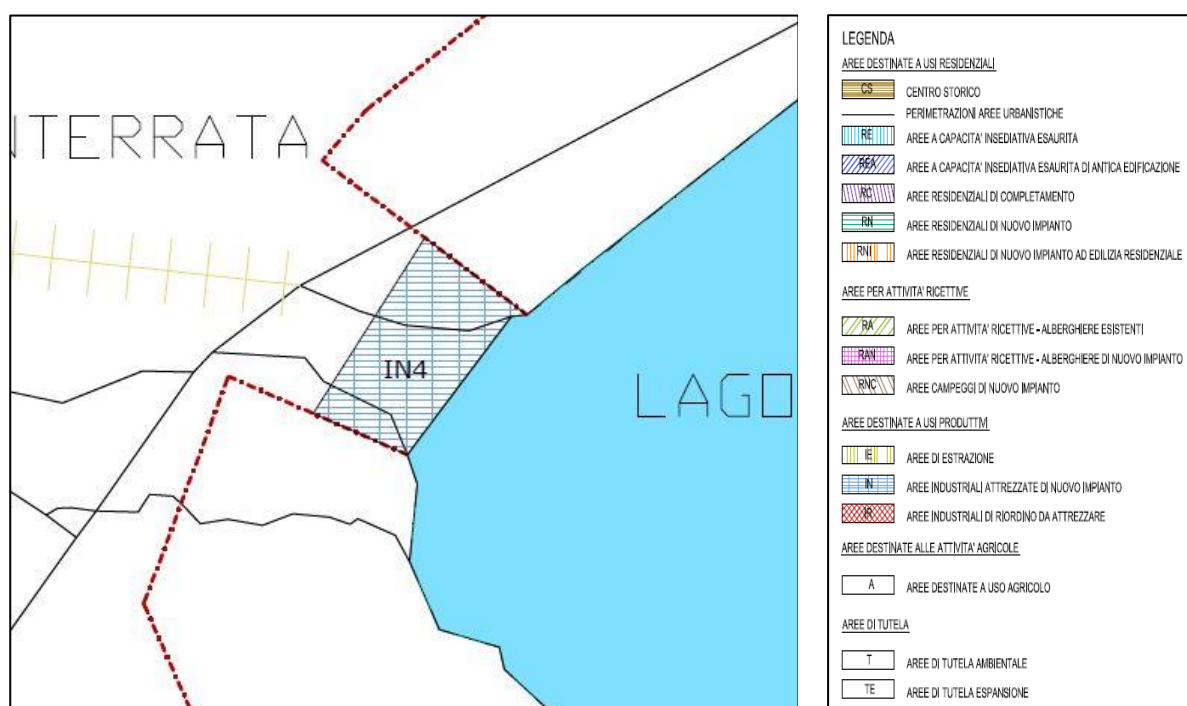 NTERRATA
IN4
LAGO
LEGENDA
AREE DESTINATE A USI RESIDENZIALI
CS CENTRO STORICO
PERIMETRAZIONI AREE URBANISTICHE
RE AREE A CAPACITA' INSEDIATIVA ESAURITA
REA AREE A CAPACITA' INSEDIATIVA ESAURITA DI ANTICA EDIFICAZIONE
RC AREE RESIDENZIALI DI COMPLETAMENTO
RN AREE RESIDENZIALI DI NUOVO IMPIANTO
RNI AREE RESIDENZIALI DI NUOVO IMPIANTO AD EDILIZIA RESIDENZIALE
AREE PER ATTIVITA' RICETTIVE
RA AREE PER ATTIVITA' RICETTIVE - ALBERGHIERE ESISTENTI
RAN AREE PER ATTIVITA' RICETTIVE - ALBERGHIERE DI NUOVO IMPIANTO
RNC AREE CAMPEGGI DI NUOVO IMPIANTO
AREE DESTINATE A USI PRODUTTIVI
IE AREE DI ESTRAZIONE
IN AREE INDUSTRIALI ATTREZZATE DI NUOVO IMPIANTO
IR AREE INDUSTRIALI DI RIORDINO DA ATTREZZARE
AREE DESTINATE ALLE ATTIVITA' AGRICOLE
A AREE DESTINATE A USO AGRICOLO
AREE DI TUTELA
T AREE DI TUTELA AMBIENTALE
TE AREE DI TUTELA ESPANSIONE